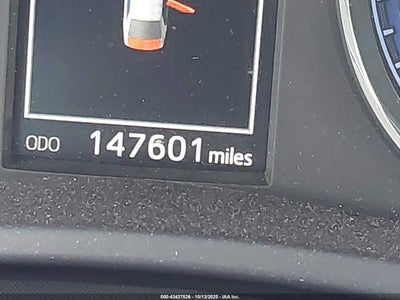 ODO 147601 miles
000-43427526 - 10/13/2025 - IAA Inc.